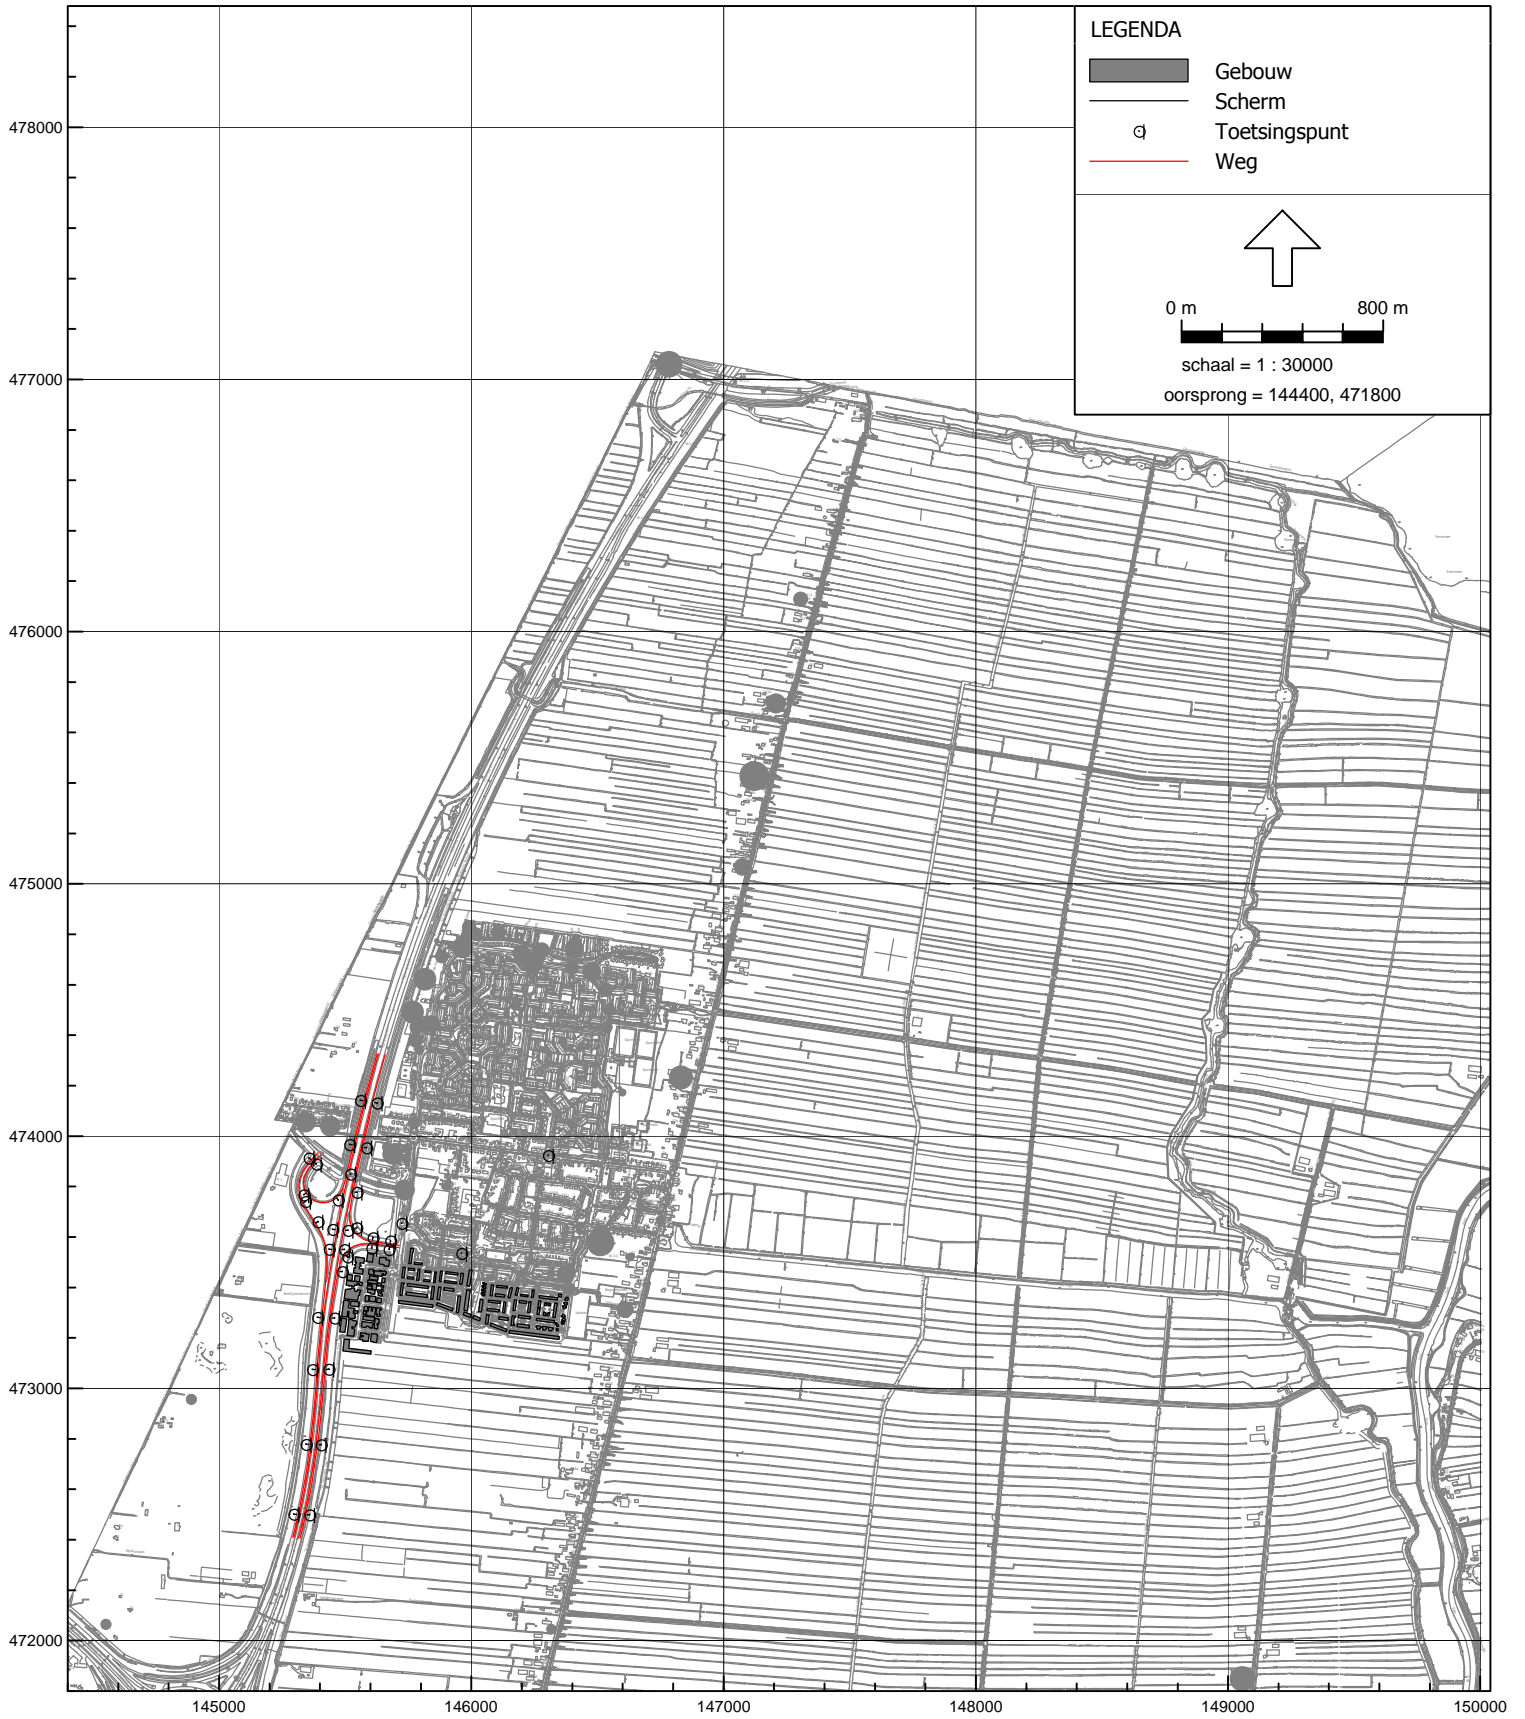 LEGENDA
Gebouw
Scherm
Toetsingspunt
Weg
0 m 800 m
schaal = 1 : 30000
oorsprong = 144400, 471800
478000
477000
476000
475000
474000
473000
472000
145000 146000 147000 148000 149000 150000